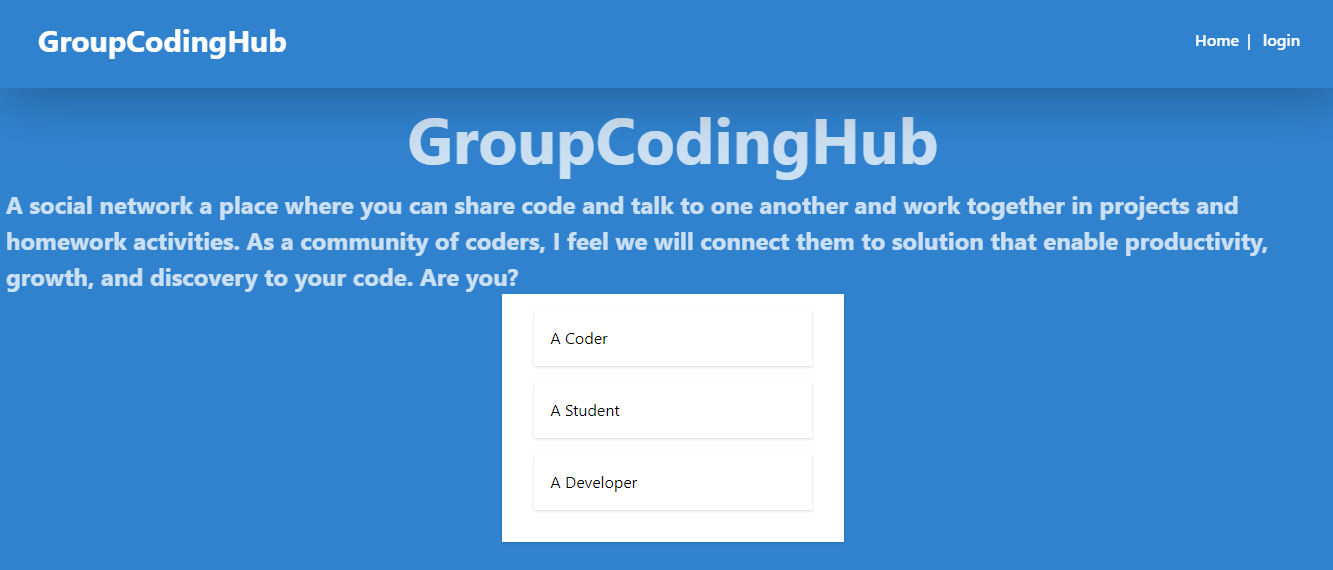 GroupCodingHub
Home | login
GroupCodingHub
A social network a place where you can share code and talk to one another and work together in projects and
homework activities. As a community of coders, I feel we will connect them to solution that enable productivity,
growth, and discovery to your code. Are you?
A Coder
A Student
A Developer